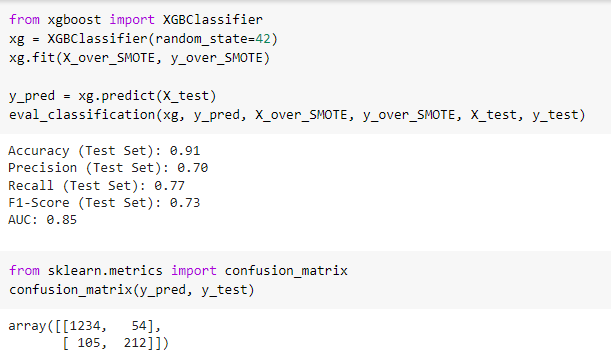 from xgboost import XGBClassifier
xg = XGBClassifier(random_state=42)
xg.fit(X_over_SMOTE, y_over_SMOTE)
y_pred = xg.predict(X_test)
eval_classification(xg, y_pred, X_over_SMOTE, y_over_SMOTE, X_test, y_test)
Accuracy (Test Set): 0.91
Precision (Test Set): 0.70
Recall (Test Set): 0.77
F1-Score (Test Set): 0.73
AUC: 0.85
from sklearn.metrics import confusion_matrix
confusion_matrix(y_pred, y_test)
array([[1234,   54],
       [ 105,  212]])